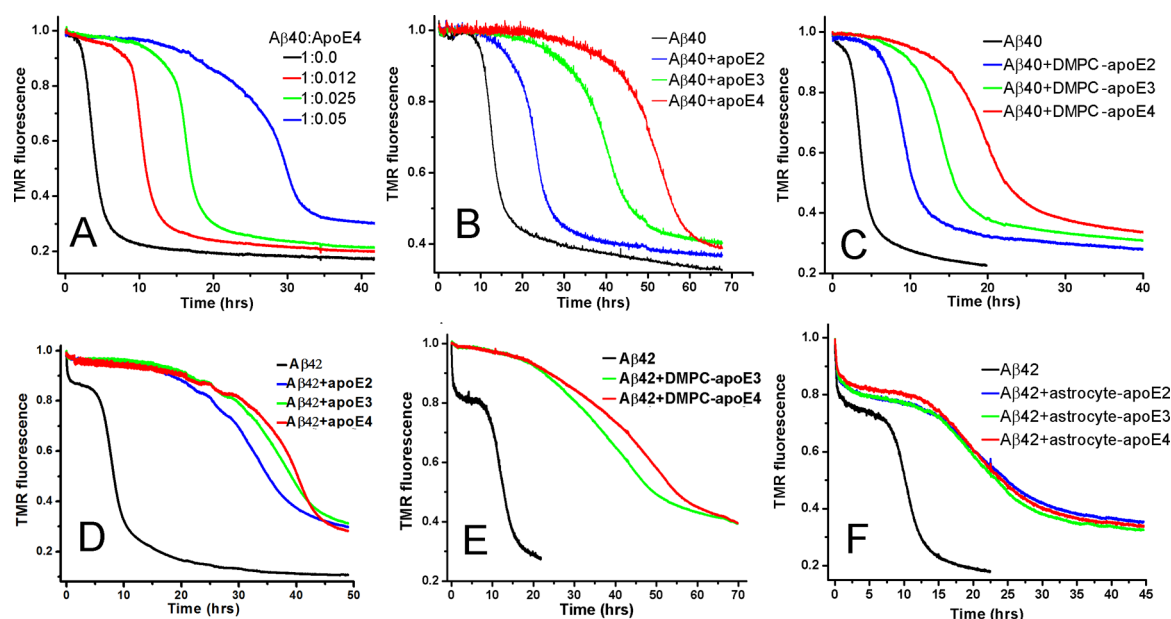 Aβ40:ApoE4
1:0.0
1:0.012
1:0.025
1:0.05
1.0
0.8
0.6
0.4
0.2
TMR fluorescence
A
0 10 20 30 40
Time (hrs)
Aβ40
Aβ40+apoE2
Aβ40+apoE3
Aβ40+apoE4
1.0
0.8
0.6
0.4
TMR fluorescence
B
0 10 20 30 40 50 60 70 80
Time (hrs)
Aβ40
Aβ40+DMPC-apoE2
Aβ40+DMPC-apoE3
Aβ40+DMPC-apoE4
1.0
0.8
0.6
0.4
0.2
TMR fluorescence
C
0 10 20 30 40
Time (hrs)
Aβ42
Aβ42+apoE2
Aβ42+apoE3
Aβ42+apoE4
1.0
0.8
0.6
0.4
0.2
TMR fluorescence
D
0 10 20 30 40 50
Time (hrs)
Aβ42
Aβ42+DMPC-apoE3
Aβ42+DMPC-apoE4
1.0
0.8
0.6
0.4
0.2
TMR fluorescence
E
0 10 20 30 40 50 60 70
Time (hrs)
Aβ42
Aβ42+astrocyte-apoE2
Aβ42+astrocyte-apoE3
Aβ42+astrocyte-apoE4
1.0
0.8
0.6
0.4
0.2
TMR fluorescence
F
0 5 10 15 20 25 30 35 40 45
Time (hrs)